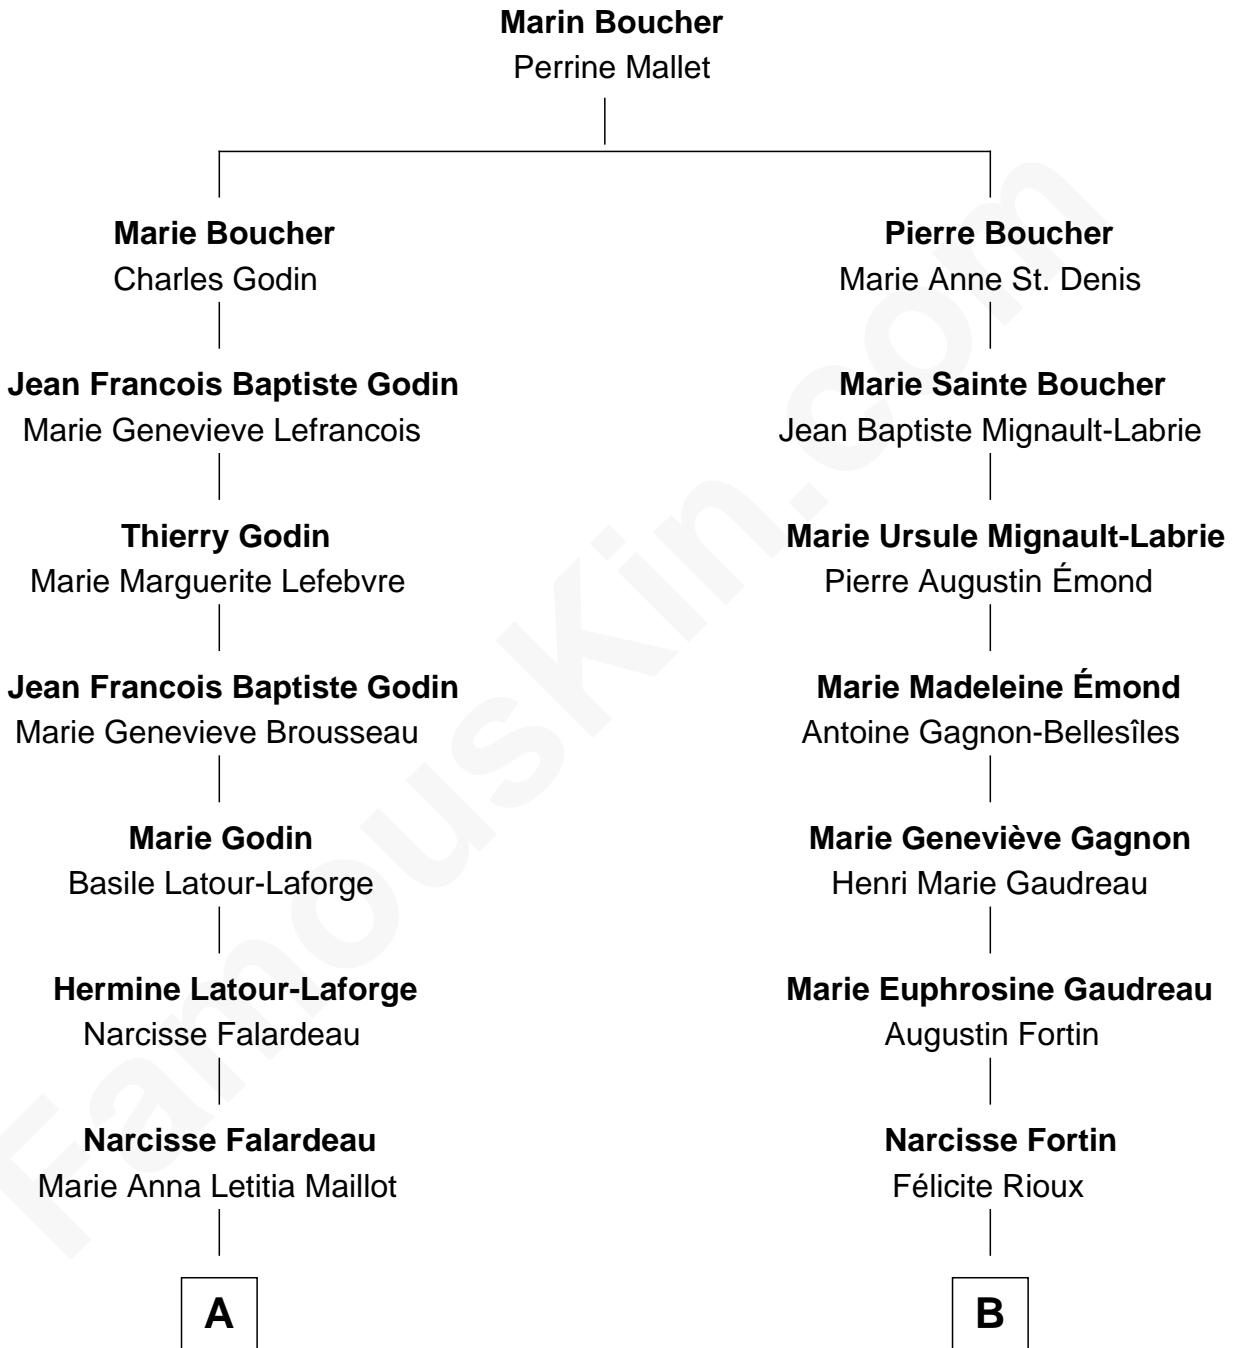 Marin Boucher
Perrine Mallet
Marie Boucher
Charles Godin
Pierre Boucher
Marie Anne St. Denis
Jean Francois Baptiste Godin
Marie Genevieve Lefrancois
Marie Sainte Boucher
Jean Baptiste Mignault-Labrie
Thierry Godin
Marie Marguerite Lefebvre
Marie Ursule Mignault-Labrie
Pierre Augustin Émond
Jean Francois Baptiste Godin
Marie Genevieve Brousseau
Marie Madeleine Émond
Antoine Gagnon-Bellesîles
Marie Godin
Basile Latour-Laforge
Marie Geneviève Gagnon
Henri Marie Gaudreau
Hermine Latour-Laforge
Narcisse Falardeau
Marie Euphrosine Gaudreau
Augustin Fortin
Narcisse Falardeau
Marie Anna Letitia Maillot
Narcisse Fortin
Félicite Rioux
A
B
FamousKin.com